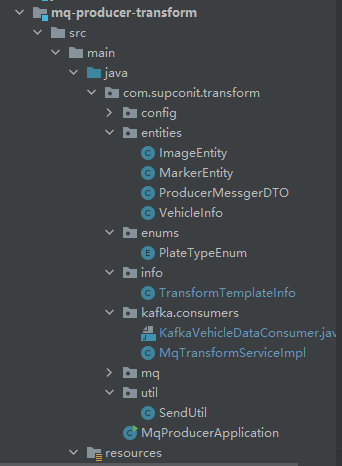 mq-producer-transform
src
main
java
com.supconit.transform
config
entities
ImageEntity
MarkerEntity
ProducerMessgerDTO
VehicleInfo
enums
PlateTypeEnum
info
TransformTemplateInfo
kafka.consumers
KafkaVehicleDataConsumer.jav
MqTransformServiceImpl
mq
util
SendUtil
MqProducerApplication
resources